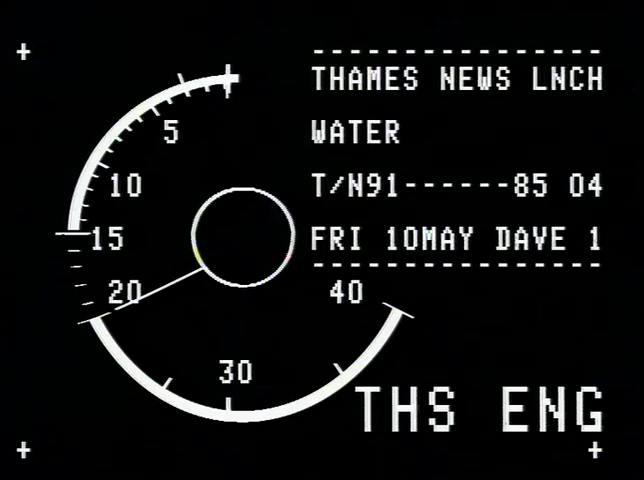 ----------------
THAMES NEWS LNCH
WATER
T/N91------85 04
FRI 10MAY DAVE 1
----------------
5
10
15
20
30
40
THS ENG